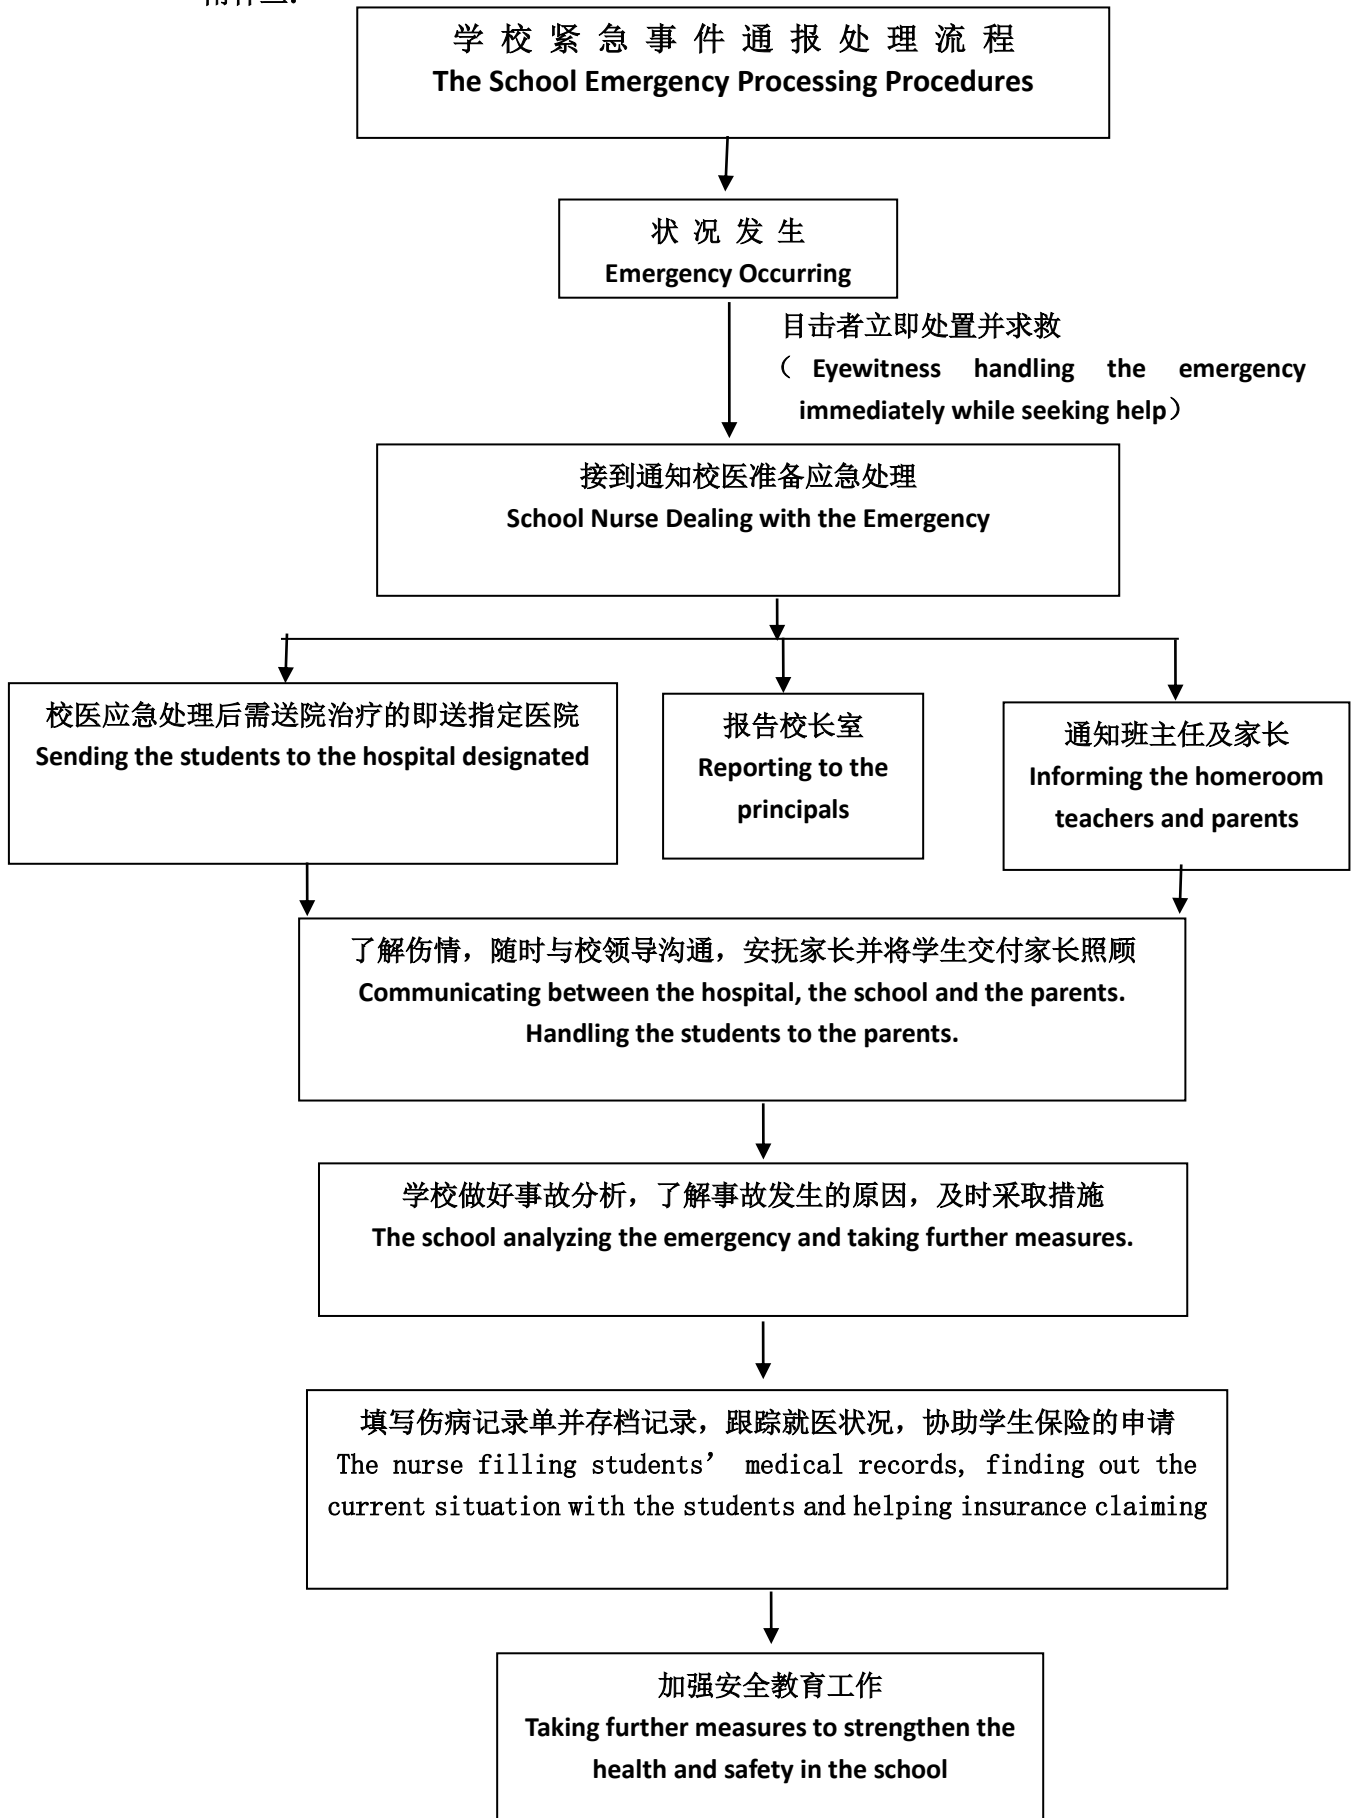 学 校 紧 急 事 件 通 报 处 理 流 程
The School Emergency Processing Procedures
状 况 发 生
Emergency Occurring
目击者立即处置并求救
（ Eyewitness handling the emergency
immediately while seeking help）
接到通知校医准备应急处理
School Nurse Dealing with the Emergency
校医应急处理后需送院治疗的即送指定医院
Sending the students to the hospital designated
报告校长室
Reporting to the
principals
通知班主任及家长
Informing the homeroom
teachers and parents
了解伤情，随时与校领导沟通，安抚家长并将学生交付家长照顾
Communicating between the hospital, the school and the parents.
Handling the students to the parents.
学校做好事故分析，了解事故发生的原因，及时采取措施
The school analyzing the emergency and taking further measures.
填写伤病记录单并存档记录，跟踪就医状况，协助学生保险的申请
The nurse filling students’ medical records, finding out the
current situation with the students and helping insurance claiming
加强安全教育工作
Taking further measures to strengthen the
health and safety in the school